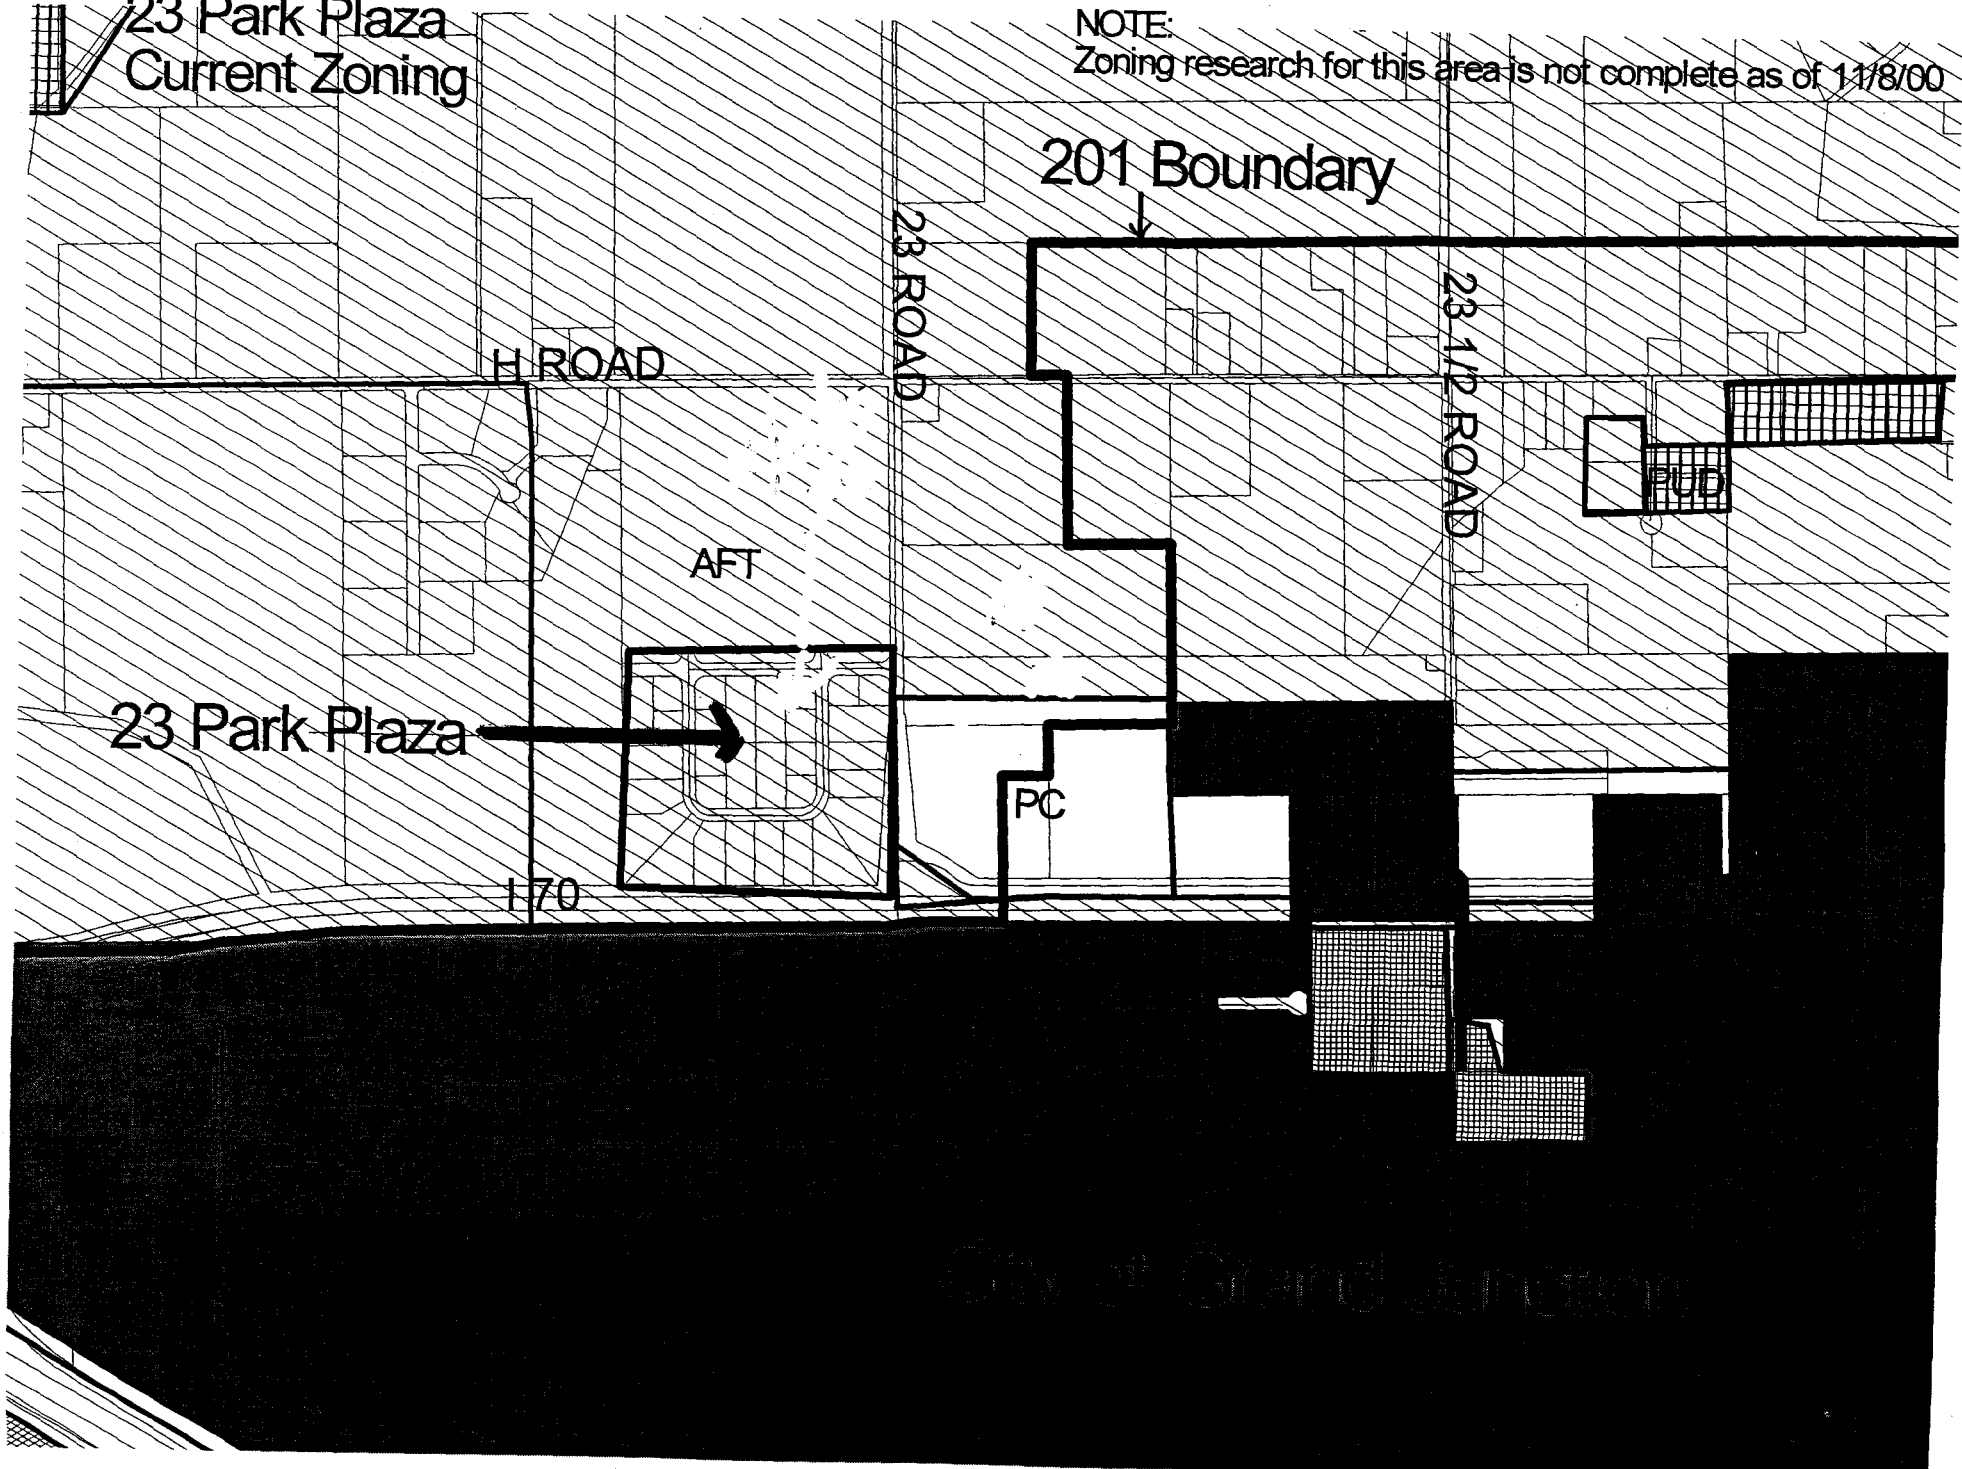 23 Park Plaza
Current Zoning
NOTE:
Zoning research for this area is not complete as of 11/8/00
201 Boundary
23 ROAD
23 1/2 ROAD
H ROAD
PUD
AFT
23 Park Plaza
PC
I 70
City of Grand Junction